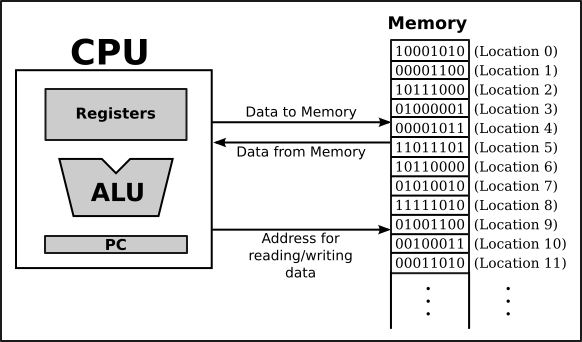 CPU
Registers
ALU
PC
Data to Memory
Data from Memory
Address for
reading/writing
data
Memory
10001010 (Location 0)
00001100 (Location 1)
10111000 (Location 2)
01000001 (Location 3)
00001011 (Location 4)
11011101 (Location 5)
10110000 (Location 6)
01010010 (Location 7)
11111010 (Location 8)
01001100 (Location 9)
00100011 (Location 10)
00011010 (Location 11)